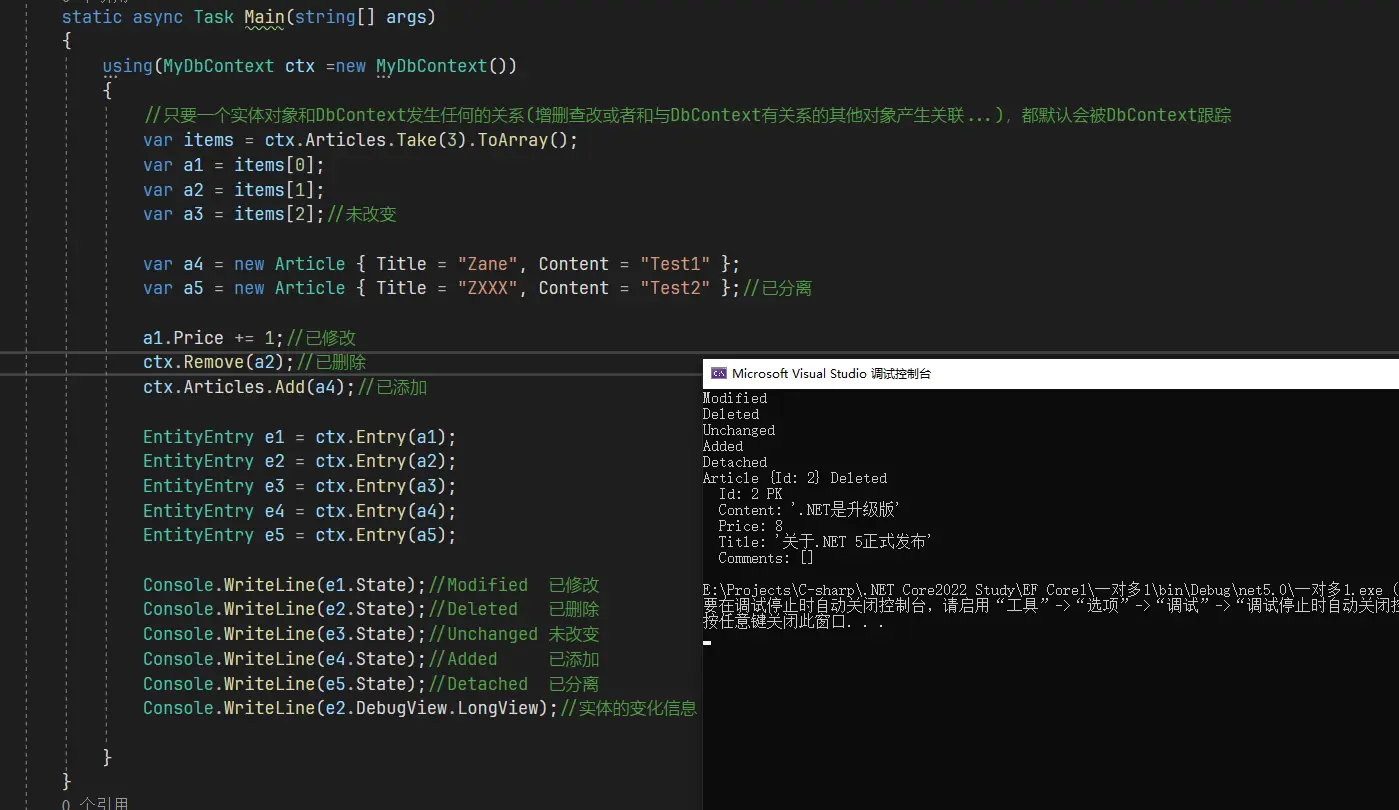 static async Task Main(string[] args)
{
using(MyDbContext ctx =new MyDbContext())
{
//只要一个实体对象和DbContext发生任何的关系(增删查改或者和与DbContext有关系的其他对象产生关联...)，都默认会被DbContext跟踪
var items = ctx.Articles.Take(3).ToArray();
var a1 = items[0];
var a2 = items[1];
var a3 = items[2];//未改变
var a4 = new Article { Title = "Zane", Content = "Test1" };
var a5 = new Article { Title = "ZXXX", Content = "Test2" };//已分离
a1.Price += 1;//已修改
ctx.Remove(a2);//已删除
ctx.Articles.Add(a4);//已添加
EntityEntry e1 = ctx.Entry(a1);
EntityEntry e2 = ctx.Entry(a2);
EntityEntry e3 = ctx.Entry(a3);
EntityEntry e4 = ctx.Entry(a4);
EntityEntry e5 = ctx.Entry(a5);
Console.WriteLine(e1.State);//Modified 已修改
Console.WriteLine(e2.State);//Deleted 已删除
Console.WriteLine(e3.State);//Unchanged 未改变
Console.WriteLine(e4.State);//Added 已添加
Console.WriteLine(e5.State);//Detached 已分离
Console.WriteLine(e2.DebugView.LongView);//实体的变化信息
}
}
0 个引用
Microsoft Visual Studio 调试控制台
Modified
Deleted
Unchanged
Added
Detached
Article {Id: 2} Deleted
Id: 2 PK
Content: '.NET是升级版'
Price: 8
Title: '关于.NET 5正式发布'
Comments: []
E:\Projects\C-sharp\.NET Core2022 Study\EF Core1\一对多1\bin\Debug\net5.0\一对多1.exe (
要在调试停止时自动关闭控制台，请启用“工具”->“选项”->“调试”->“调试停止时自动关闭控
按任意键关闭此窗口. . .